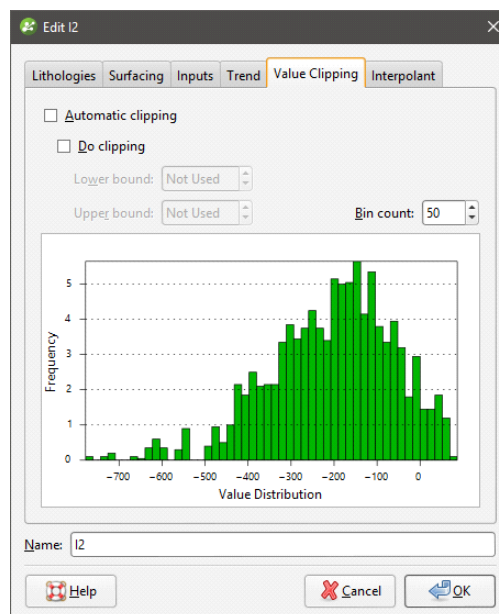 Edit I2
Lithologies Surfacing Inputs Trend Value Clipping Interpolant
Automatic clipping
Do clipping
Lower bound: Not Used
Upper bound: Not Used Bin count: 50
5
4
3
2
1
0
Frequency
−700 −600 −500 −400 −300 −200 −100 0
Value Distribution
Name: I2
Help Cancel OK